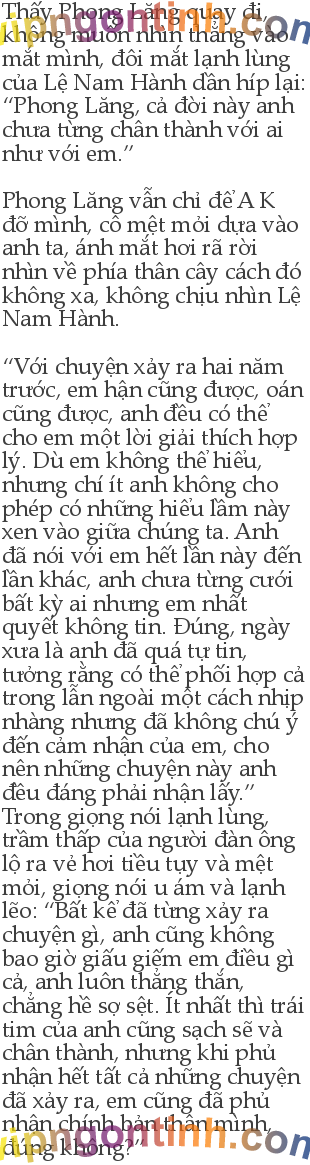 Thấy Phong Lăng quay đi
không muốn nhìn thẳng vào
mắt mình, đôi mắt lạnh lùng
của Lệ Nam Hành dần híp lại:
“Phong Lăng, cả đời này anh
chưa từng chân thành với ai
như với em.”
Phong Lăng vẫn chỉ để A K
đỡ mình, cô mệt mỏi dựa vào
anh ta, ánh mắt hơi rã rời
nhìn về phía thân cây cách đó
không xa, không chịu nhìn Lệ
Nam Hành.
“Với chuyện xảy ra hai năm
trước, em hận cũng được, oán
cũng được, anh đều có thể
cho em một lời giải thích hợp
lý. Dù em không thể hiểu,
nhưng chí ít anh không cho
phép có những hiểu lầm này
xen vào giữa chúng ta. Anh
đã nói với em hết lần này đến
lần khác, anh chưa từng cưới
bất kỳ ai nhưng em nhất
quyết không tin. Đúng, ngày
xưa là anh đã quá tự tin,
tưởng rằng có thể phối hợp cả
trong lẫn ngoài một cách nhịp
nhàng nhưng đã không chú ý
đến cảm nhận của em, cho
nên những chuyện này anh
đều đáng phải nhận lấy.”
Trong giọng nói lạnh lùng,
trầm thấp của người đàn ông
lộ ra vẻ hơi tiều tụy và mệt
mỏi, giọng nói u ám và lạnh
lẽo: “Bất kể đã từng xảy ra
chuyện gì, anh cũng không
bao giờ giấu giếm em điều gì
cả, anh luôn thẳng thắn,
chẳng hề sợ sệt. Ít nhất thì trái
tim của anh cũng sạch sẽ và
chân thành, nhưng khi phủ
nhận hết tất cả những chuyện
đã xảy ra, em cũng đã phủ
nhận chính bản thân mình,
đúng không?”
vipngontinh.com
vipngontinh.com